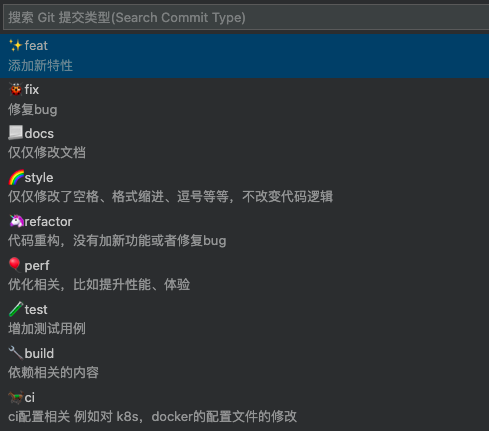 搜索 Git 提交类型(Search Commit Type)
✨feat
添加新特性
🐞fix
修复bug
📃docs
仅仅修改文档
🌈style
仅仅修改了空格、格式缩进、逗号等等，不改变代码逻辑
🦄refactor
代码重构，没有加新功能或者修复bug
🎈perf
优化相关，比如提升性能、体验
🧪test
增加测试用例
🔧build
依赖相关的内容
🐎ci
ci配置相关 例如对 k8s，docker的配置文件的修改